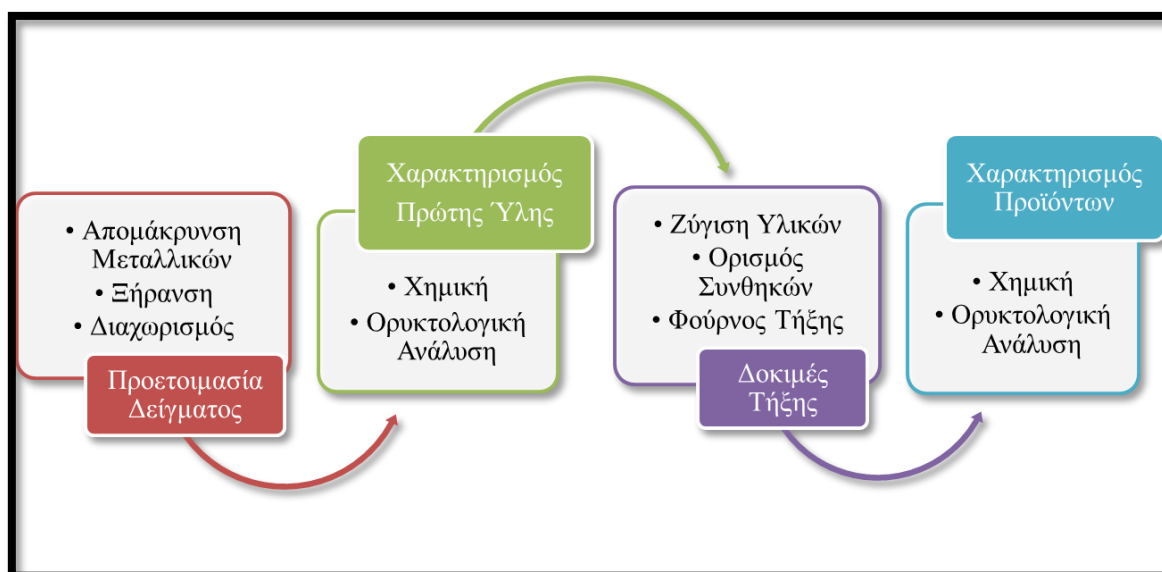 • Απομάκρυνση
Μεταλλικών
• Ξήρανση
• Διαχωρισμός
Προετοιμασία
Δείγματος
Χαρακτηρισμός
Πρώτης Ύλης
• Χημική
• Ορυκτολογική
Ανάλυση
• Ζύγιση Υλικών
• Ορισμός
Συνθηκών
• Φούρνος Τήξης
Δοκιμές
Τήξης
Χαρακτηρισμός
Προϊόντων
• Χημική
• Ορυκτολογική
Ανάλυση